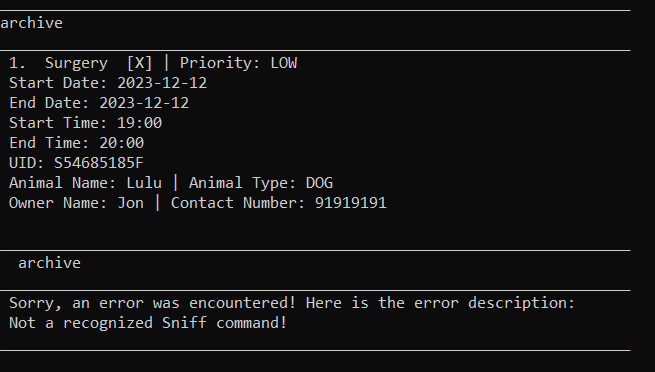 archive
1.  Surgery  [X] | Priority: LOW
Start Date: 2023-12-12
End Date: 2023-12-12
Start Time: 19:00
End Time: 20:00
UID: S54685185F
Animal Name: Lulu | Animal Type: DOG
Owner Name: Jon | Contact Number: 91919191
archive
Sorry, an error was encountered! Here is the error description:
Not a recognized Sniff command!